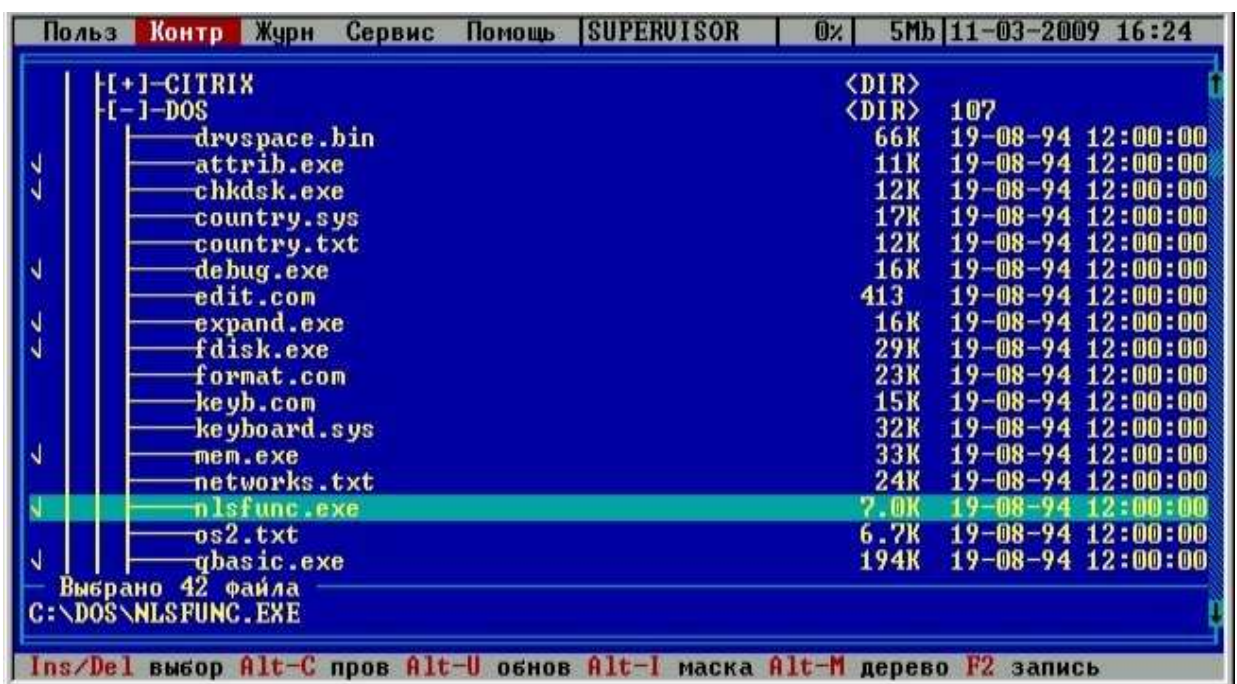 Польз Контр Журн Сервис Помощь SUPERVISOR 0% 5Mb 11-03-2009 16:24
[+]-CITRIX <DIR>
[-]-DOS <DIR> 107
drvspace.bin 66K 19-08-94 12:00:00
√ attrib.exe 11K 19-08-94 12:00:00
√ chkdsk.exe 12K 19-08-94 12:00:00
country.sys 17K 19-08-94 12:00:00
country.txt 12K 19-08-94 12:00:00
√ debug.exe 16K 19-08-94 12:00:00
edit.com 413 19-08-94 12:00:00
√ expand.exe 16K 19-08-94 12:00:00
√ fdisk.exe 29K 19-08-94 12:00:00
format.com 23K 19-08-94 12:00:00
keyb.com 15K 19-08-94 12:00:00
keyboard.sys 32K 19-08-94 12:00:00
√ mem.exe 33K 19-08-94 12:00:00
networks.txt 24K 19-08-94 12:00:00
√ nlsfunc.exe 7.0K 19-08-94 12:00:00
os2.txt 6.7K 19-08-94 12:00:00
√ qbasic.exe 194K 19-08-94 12:00:00
Выбрано 42 файла
C:\DOS\NLSFUNC.EXE
Ins/Del выбор Alt-C пров Alt-U обнов Alt-I маска Alt-M дерево F2 запись